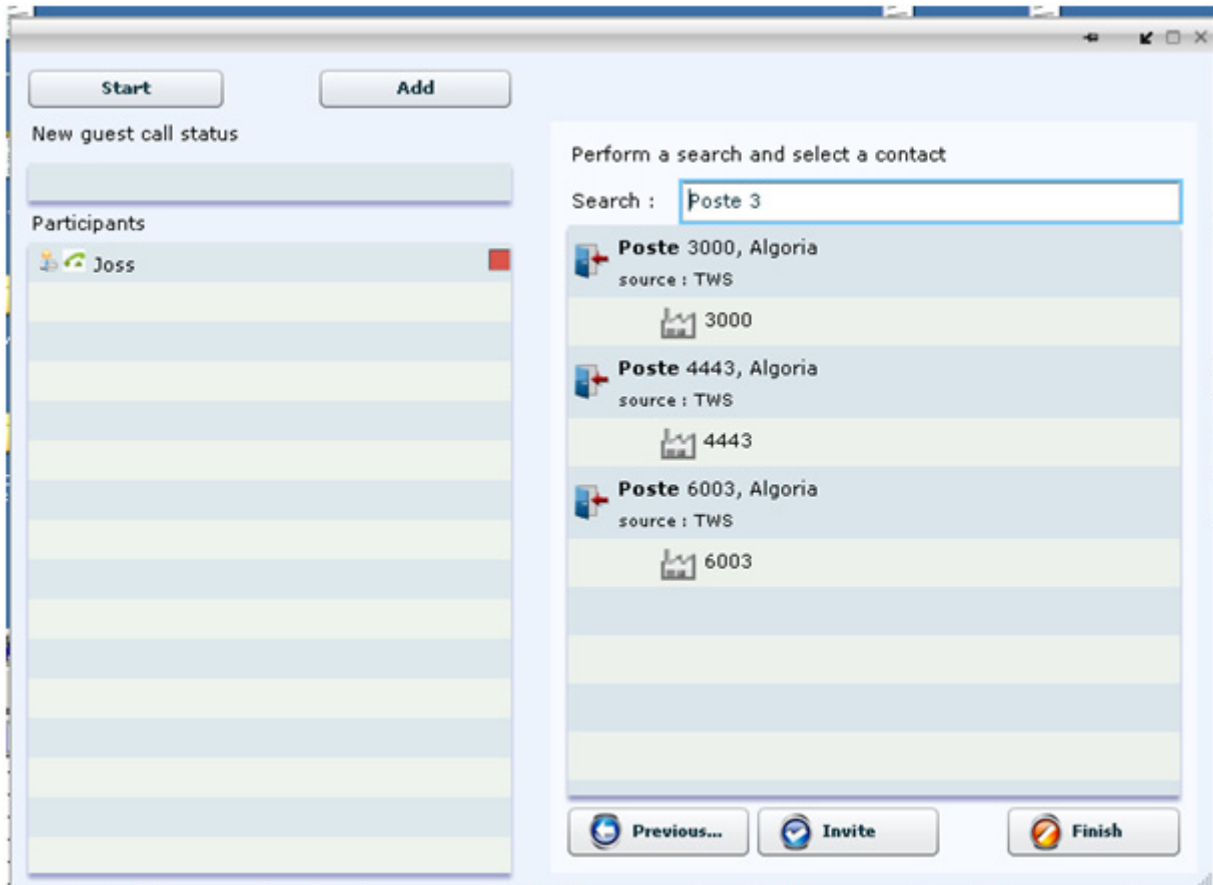 Start
Add
New guest call status
Participants
Joss
Perform a search and select a contact
Search : Poste 3
Poste 3000, Algoria
source : TWS
3000
Poste 4443, Algoria
source : TWS
4443
Poste 6003, Algoria
source : TWS
6003
Previous...
Invite
Finish